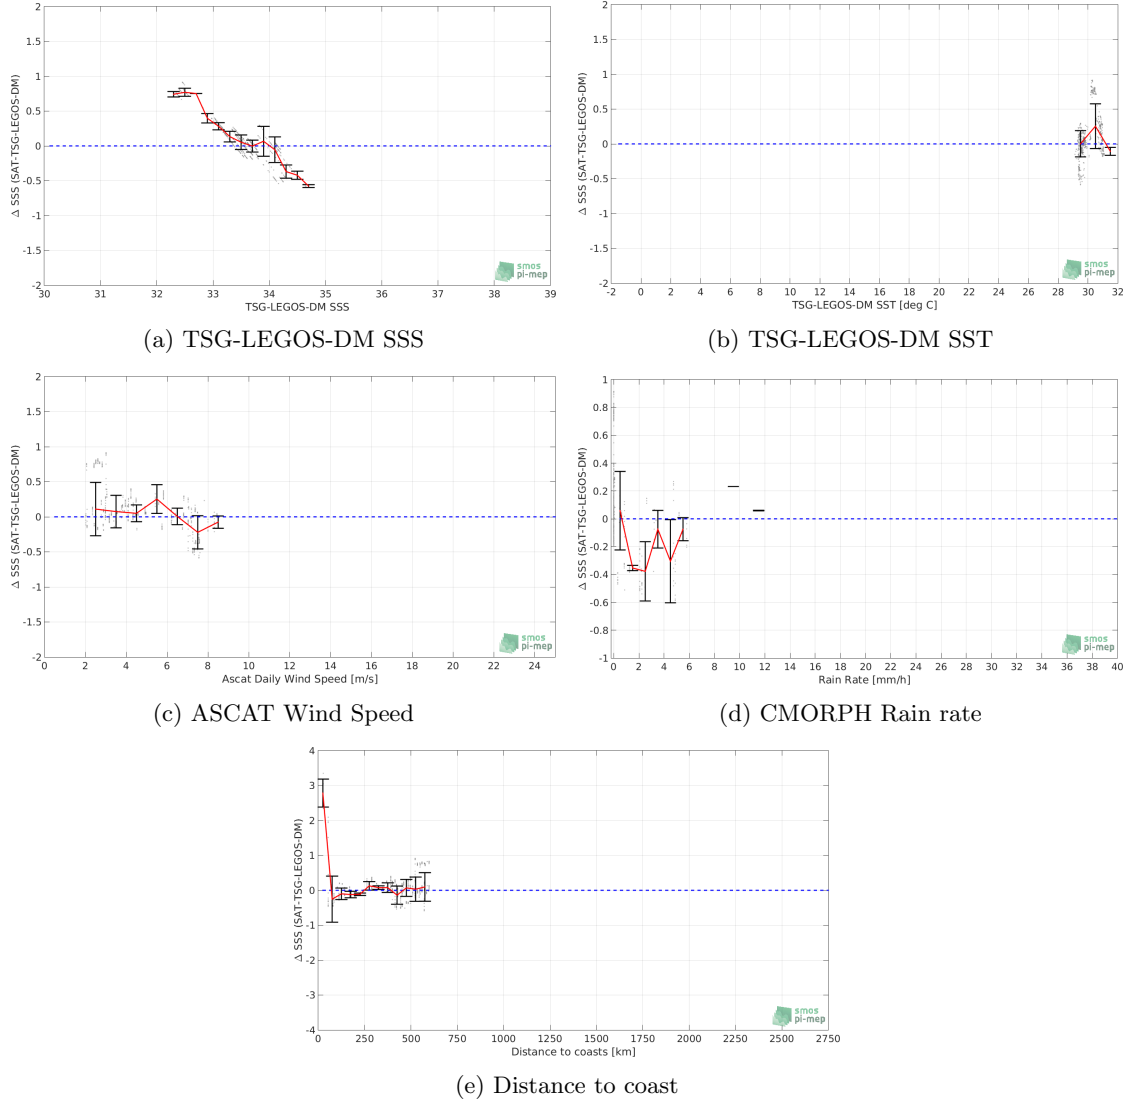 2
1.5
1
0.5
0
-0.5
-1
-1.5
-2
Δ SSS (SAT-TSG-LEGOS-DM)
30 31 32 33 34 35 36 37 38 39
TSG-LEGOS-DM SSS
smos
pi-mep
(a) TSG-LEGOS-DM SSS
2
1.5
1
0.5
0
-0.5
-1
-1.5
-2
Δ SSS (SAT-TSG-LEGOS-DM)
-2 0 2 4 6 8 10 12 14 16 18 20 22 24 26 28 30 32
TSG-LEGOS-DM SST [deg C]
smos
pi-mep
(b) TSG-LEGOS-DM SST
2
1.5
1
0.5
0
-0.5
-1
-1.5
-2
Δ SSS (SAT-TSG-LEGOS-DM)
0 2 4 6 8 10 12 14 16 18 20 22 24
Ascat Daily Wind Speed [m/s]
smos
pi-mep
(c) ASCAT Wind Speed
1
0.8
0.6
0.4
0.2
0
-0.2
-0.4
-0.6
-0.8
-1
Δ SSS (SAT-TSG-LEGOS-DM)
0 2 4 6 8 10 12 14 16 18 20 22 24 26 28 30 32 34 36 38 40
Rain Rate [mm/h]
smos
pi-mep
(d) CMORPH Rain rate
4
3
2
1
0
-1
-2
-3
-4
Δ SSS (SAT-TSG-LEGOS-DM)
0 250 500 750 1000 1250 1500 1750 2000 2250 2500 2750
Distance to coasts [km]
smos
pi-mep
(e) Distance to coast